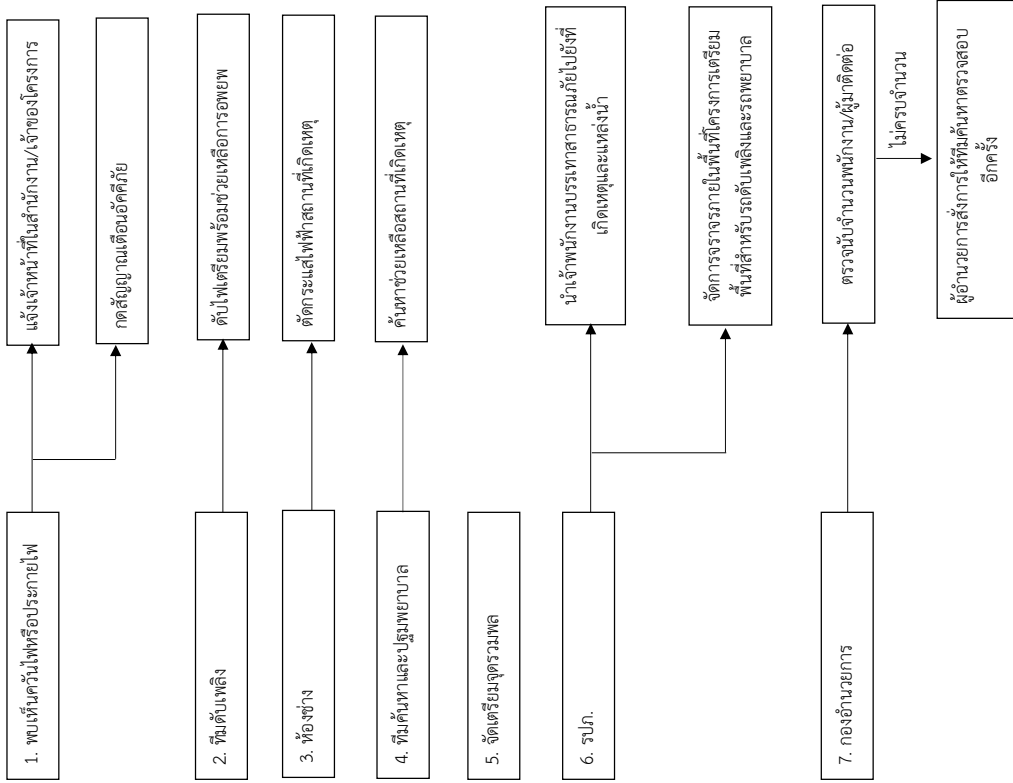 1. พบเห็นควันไฟหรือประกายไฟ
แจ้งเจ้าหน้าที่ในสำนักงาน/เจ้าของโครงการ
กดสัญญาณเตือนอัคคีภัย
2. ทีมดับเพลิง
ดับไฟเตรียมพร้อมช่วยเหลือการอพยพ
3. ห้องช่าง
ตัดกระแสไฟฟ้าสถานที่เกิดเหตุ
4. ทีมค้นหาและปฐมพยาบาล
ค้นหาช่วยเหลือสถานที่เกิดเหตุ
5. จัดเตรียมจุดรวมพล
6. รปภ.
นำเจ้าพนักงานบรรเทาสาธารณภัยไปยังที่
เกิดเหตุและแหล่งน้ำ
จัดการจราจรภายในพื้นที่โครงการเตรียม
พื้นที่สำหรับรถดับเพลิงและรถพยาบาล
7. กองอำนวยการ
ตรวจนับจำนวนพนักงาน/ผู้มาติดต่อ
ไม่ครบจำนวน
ผู้อำนวยการสั่งการให้ทีมค้นหาตรวจสอบ
อีกครั้ง